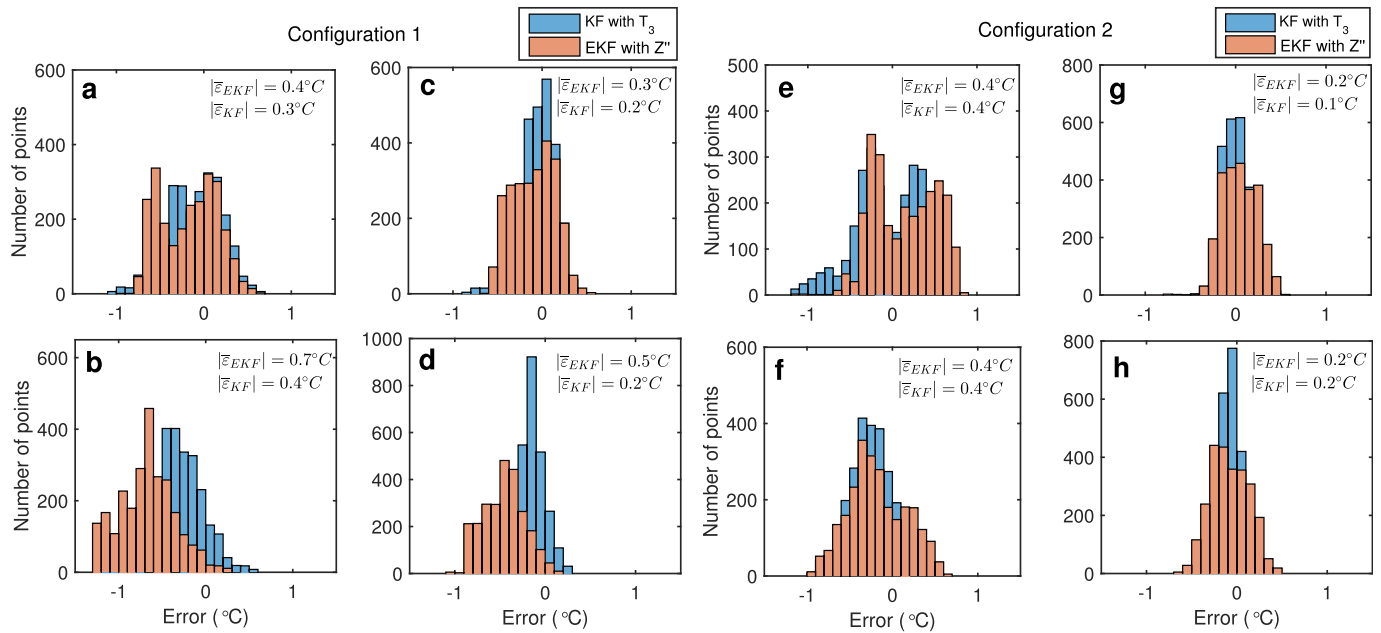 Configuration 1
KF with T3
EKF with Z"
Configuration 2
KF with T3
EKF with Z"
a
|ε̅EKF| = 0.4°C
|ε̅KF| = 0.3°C
Number of points
600
400
200
0
-1
0
1
c
|ε̅EKF| = 0.3°C
|ε̅KF| = 0.2°C
600
400
200
0
-1
0
1
e
|ε̅EKF| = 0.4°C
|ε̅KF| = 0.4°C
Number of points
500
400
300
200
100
0
-1
0
1
g
|ε̅EKF| = 0.2°C
|ε̅KF| = 0.1°C
800
600
400
200
0
-1
0
1
b
|ε̅EKF| = 0.7°C
|ε̅KF| = 0.4°C
Number of points
600
400
200
0
-1
0
1
Error (°C)
d
|ε̅EKF| = 0.5°C
|ε̅KF| = 0.2°C
1000
800
600
400
200
0
-1
0
1
Error (°C)
f
|ε̅EKF| = 0.4°C
|ε̅KF| = 0.4°C
Number of points
600
400
200
0
-1
0
1
Error (°C)
h
|ε̅EKF| = 0.2°C
|ε̅KF| = 0.2°C
800
600
400
200
0
-1
0
1
Error (°C)